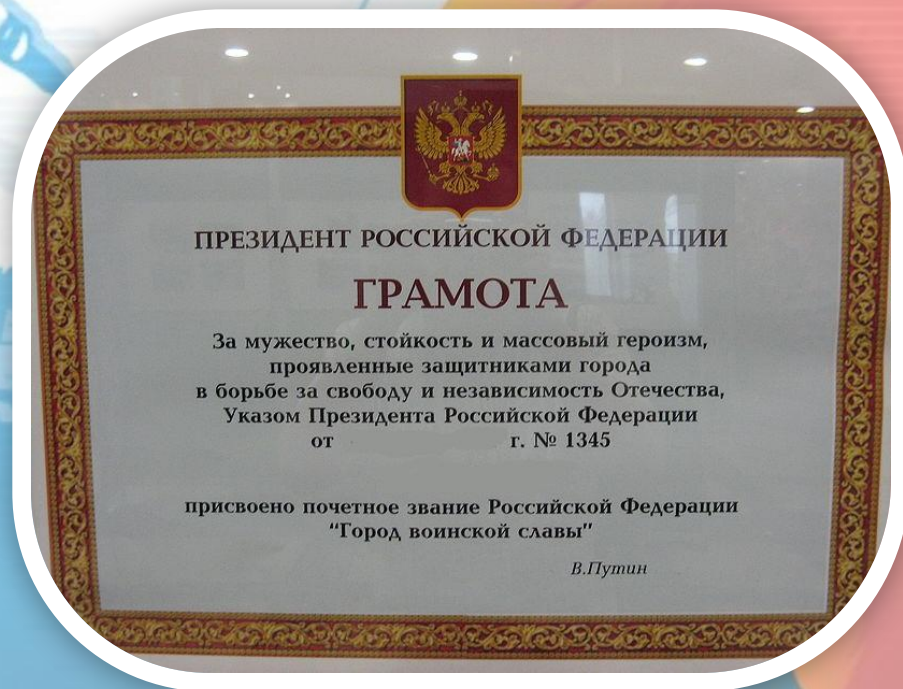 ПРЕЗИДЕНТ РОССИЙСКОЙ ФЕДЕРАЦИИ
ГРАМОТА
За мужество, стойкость и массовый героизм,
проявленные защитниками города
в борьбе за свободу и независимость Отечества,
Указом Президента Российской Федерации
от г. № 1345
присвоено почетное звание Российской Федерации
“Город воинской славы”
В.Путин